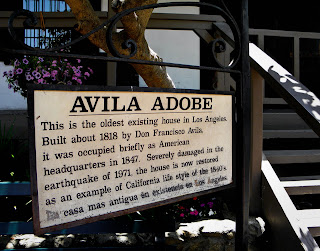 AVILA ADOBE
This is the oldest existing house in Los Angeles.
Built about 1818 by Don Francisco Avila,
it was occupied briefly as American
headquarters in 1847. Severely damaged in the
earthquake of 1971, the house is now restored
as an example of California life style of the 1840's.
La casa mas antigua en existencia en Los Angeles.